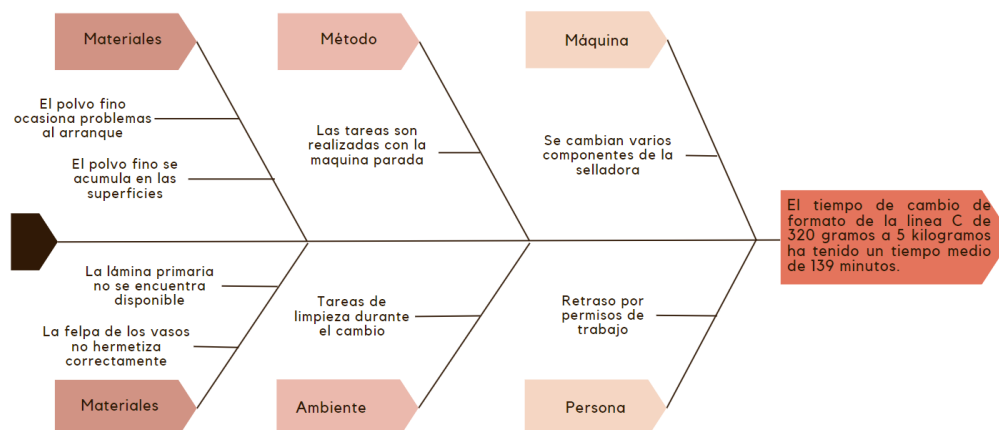 Materiales
Método
Máquina
El polvo fino
ocasiona problemas
al arranque
Las tareas son
realizadas con la
maquina parada
Se cambian varios
componentes de la
selladora
El polvo fino se
acumula en las
superficies
El tiempo de cambio de
formato de la linea C de
320 gramos a 5 kilogramos
ha tenido un tiempo medio
de 139 minutos.
La lámina primaria
no se encuentra
disponible
Tareas de
limpieza durante
el cambio
Retraso por
permisos de
trabajo
La felpa de los vasos
no hermetiza
correctamente
Materiales
Ambiente
Persona